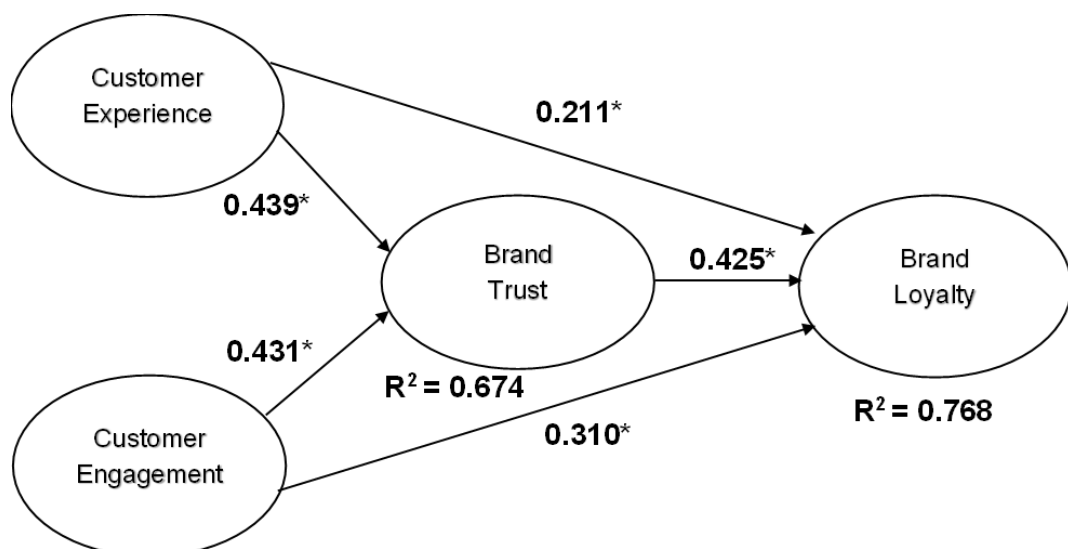 Customer
Experience
0.211*
0.439*
Brand
Trust
0.425*
Brand
Loyalty
0.431*
R² = 0.674
R² = 0.768
Customer
Engagement
0.310*